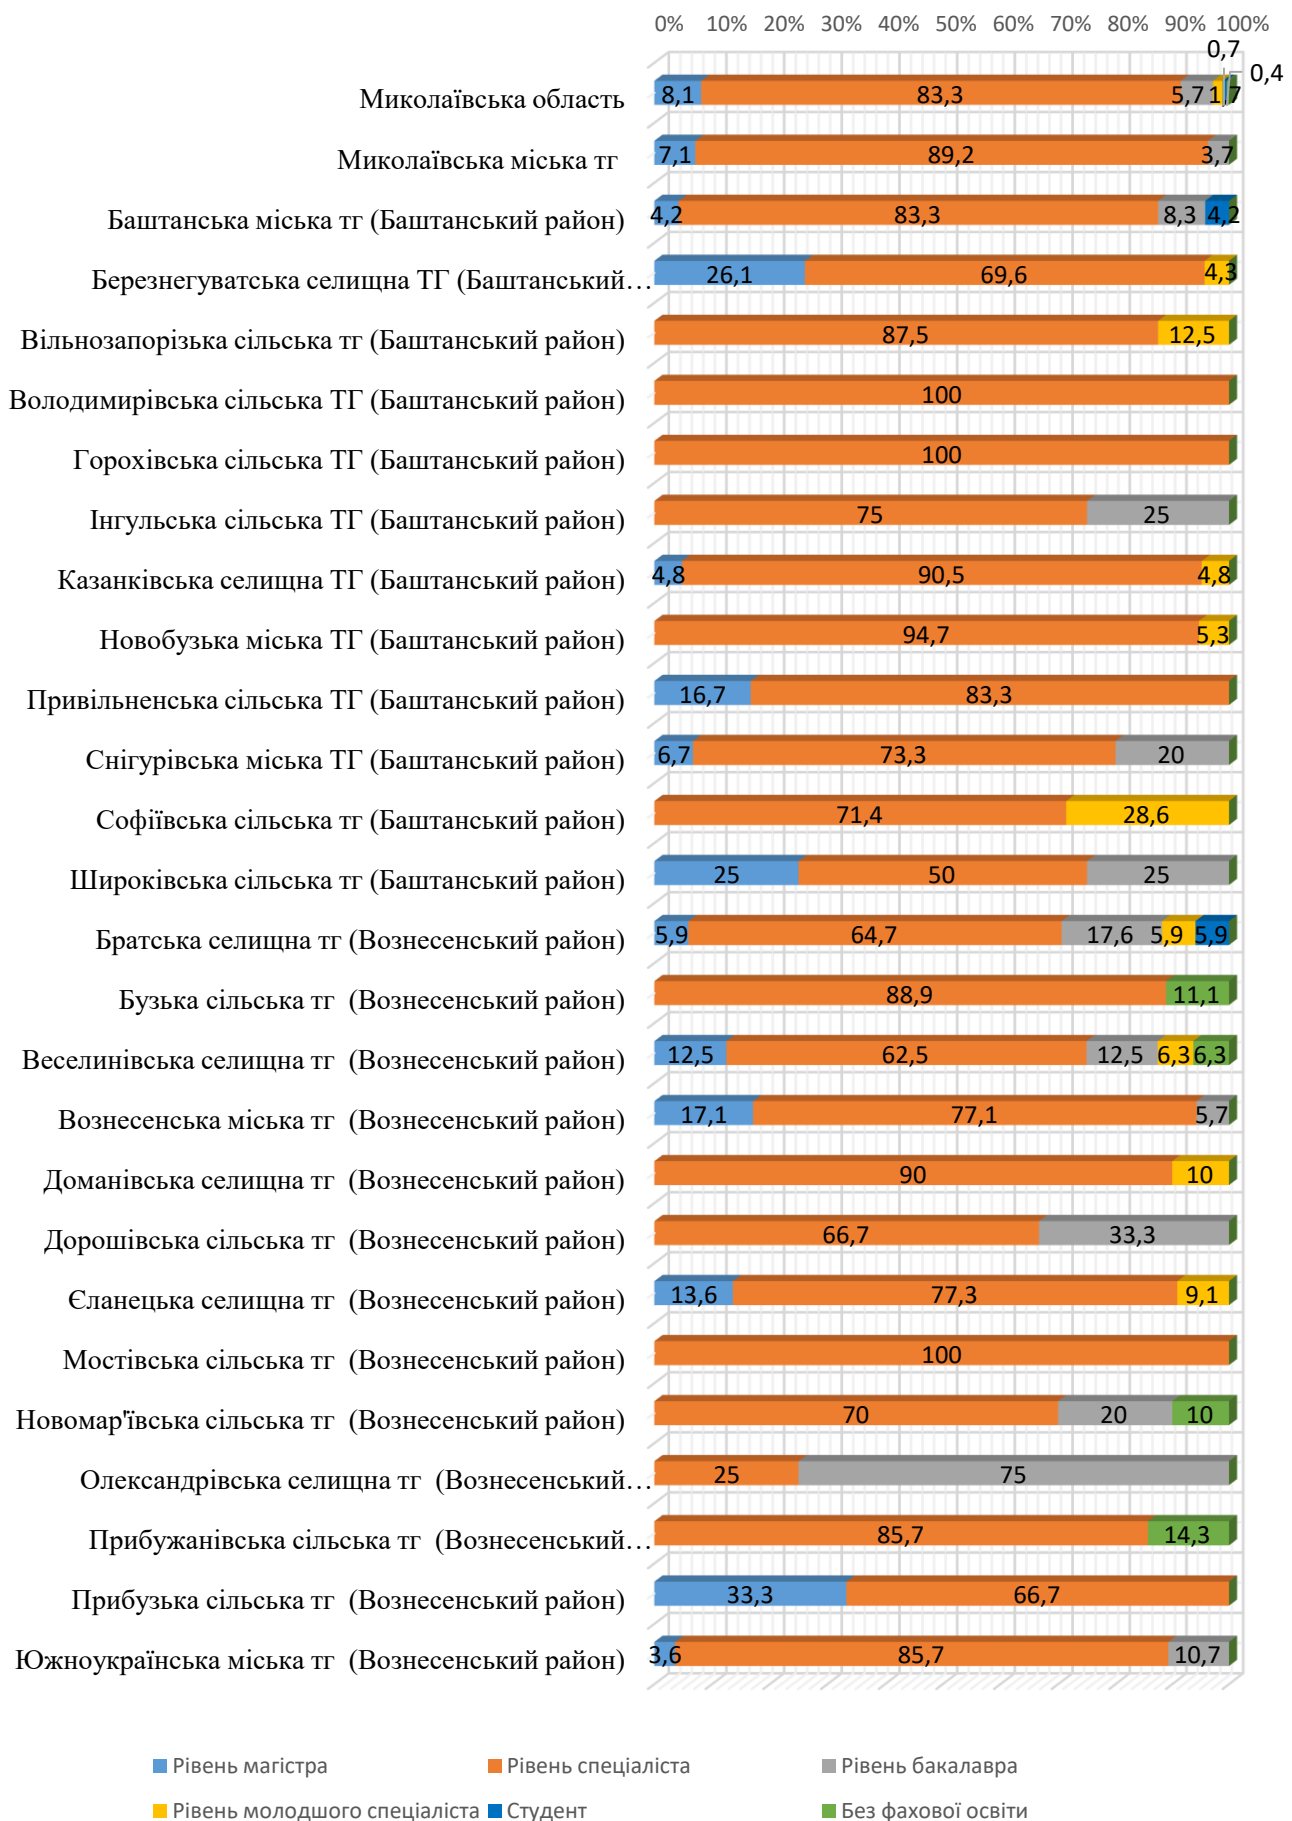 0% 10% 20% 30% 40% 50% 60% 70% 80% 90% 100%
0,7
0,4
Миколаївська область 8,1 83,3 5,7 1,7
Миколаївська міська тг 7,1 89,2 3,7
Баштанська міська тг (Баштанський район) 4,2 83,3 8,3 4,2
Березнегуватська селищна ТГ (Баштанський… 26,1 69,6 4,3
Вільнозапорізька сільська тг (Баштанський район) 87,5 12,5
Володимирівська сільська ТГ (Баштанський район) 100
Горохівська сільська ТГ (Баштанський район) 100
Інгульська сільська ТГ (Баштанський район) 75 25
Казанківська селищна ТГ (Баштанський район) 4,8 90,5 4,8
Новобузька міська ТГ (Баштанський район) 94,7 5,3
Привільненська сільська ТГ (Баштанський район) 16,7 83,3
Снігурівська міська ТГ (Баштанський район) 6,7 73,3 20
Софіївська сільська тг (Баштанський район) 71,4 28,6
Широківська сільська тг (Баштанський район) 25 50 25
Братська селищна тг (Вознесенський район) 5,9 64,7 17,6 5,9 5,9
Бузька сільська тг (Вознесенський район) 88,9 11,1
Веселинівська селищна тг (Вознесенський район) 12,5 62,5 12,5 6,3 6,3
Вознесенська міська тг (Вознесенський район) 17,1 77,1 5,7
Доманівська селищна тг (Вознесенський район) 90 10
Дорошівська сільська тг (Вознесенський район) 66,7 33,3
Єланецька селищна тг (Вознесенський район) 13,6 77,3 9,1
Мостівська сільська тг (Вознесенський район) 100
Новомар'ївська сільська тг (Вознесенський район) 70 20 10
Олександрівська селищна тг (Вознесенський… 25 75
Прибужанівська сільська тг (Вознесенський… 85,7 14,3
Прибузька сільська тг (Вознесенський район) 33,3 66,7
Южноукраїнська міська тг (Вознесенський район) 3,6 85,7 10,7
Рівень магістра Рівень спеціаліста Рівень бакалавра
Рівень молодшого спеціаліста Студент Без фахової освіти